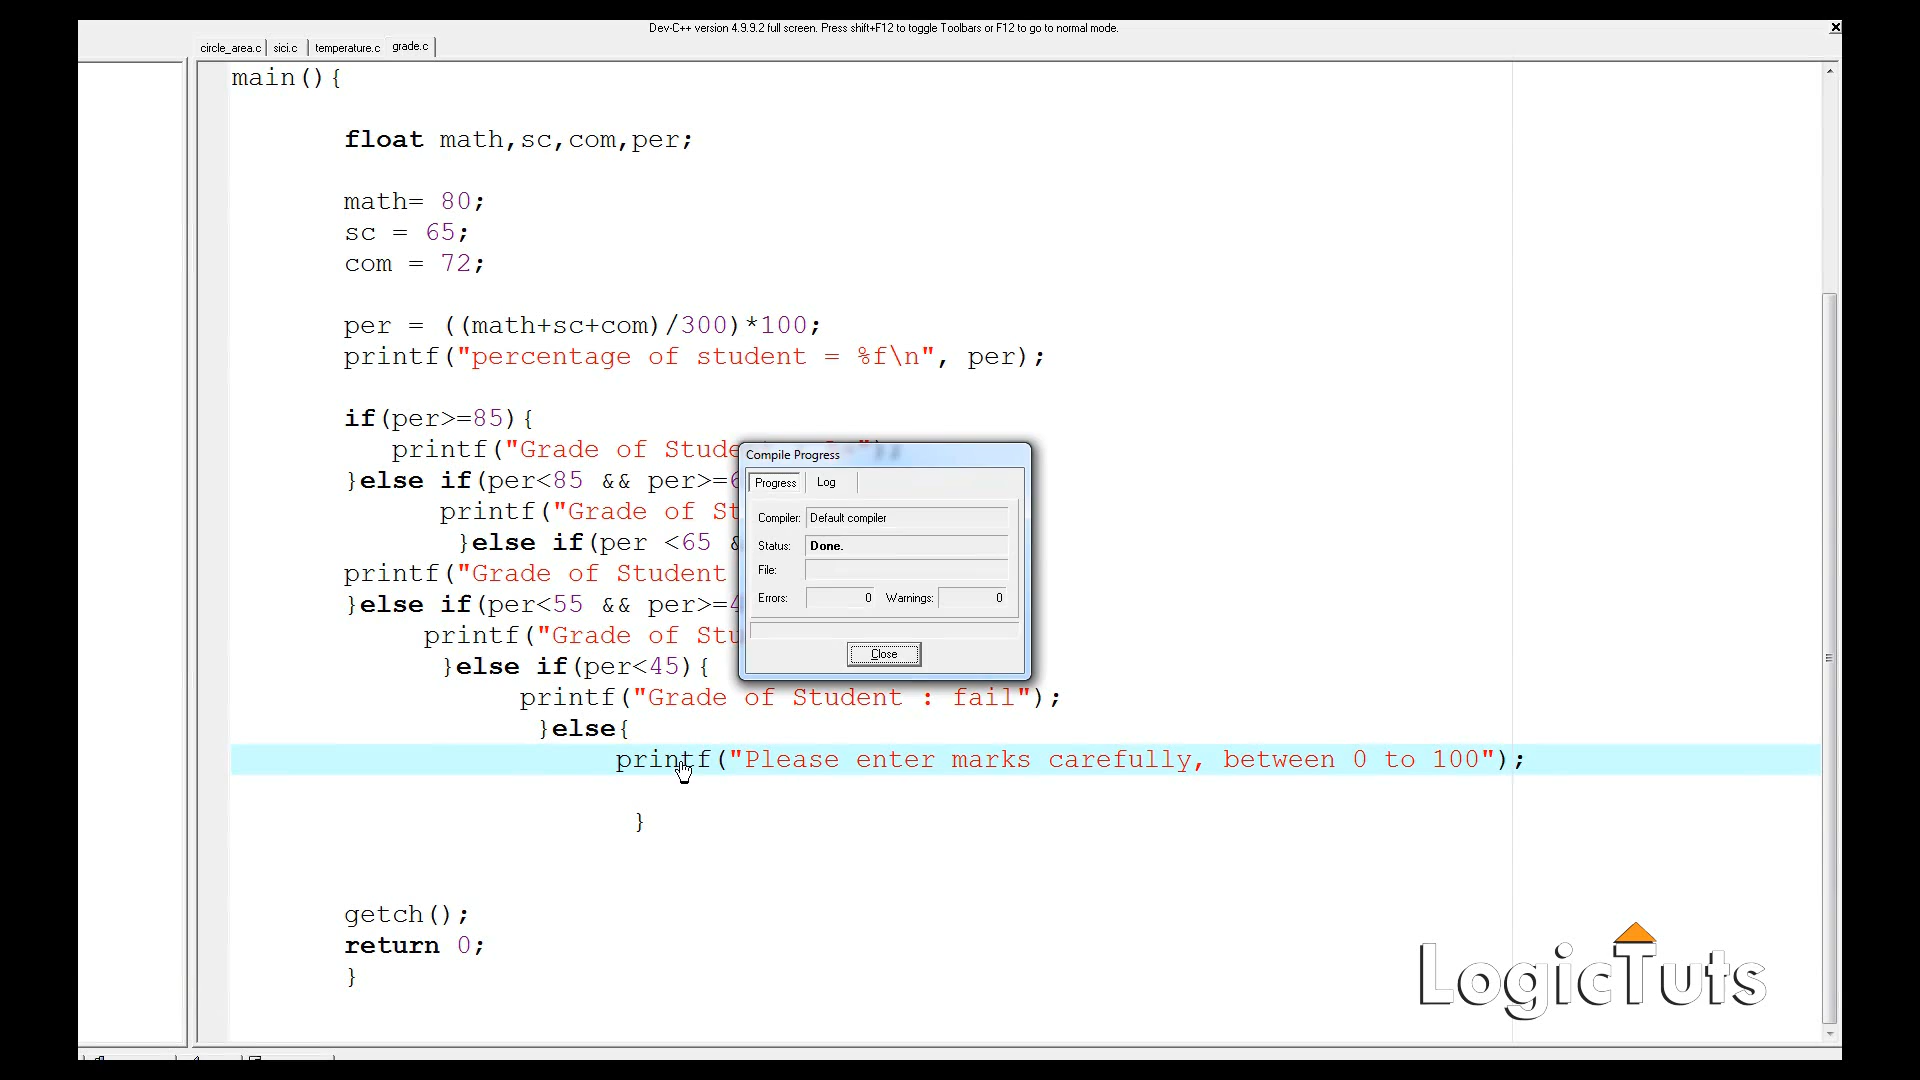 Dev-C++ version 4.9.9.2 full screen. Press shift+F12 to toggle Toolbars or F12 to go to normal mode.
circle_area.c sici.c temperature.c grade.c
main(){
float math,sc,com,per;
math= 80;
sc = 65;
com = 72;
per = ((math+sc+com)/300)*100;
printf("percentage of student = %f\n", per);
if(per>=85){
printf("Grade of Stude
}else if(per<85 && per>=6
printf("Grade of St
}else if(per <65 &
printf("Grade of Student
}else if(per<55 && per>=4
printf("Grade of Stu
}else if(per<45){
printf("Grade of Student : fail");
}else{
printf("Please enter marks carefully, between 0 to 100");
}
getch();
return 0;
}
Compile Progress
Progress Log
Compiler: Default compiler
Status: Done.
File:
Errors: 0 Warnings: 0
Close
LogicTuts